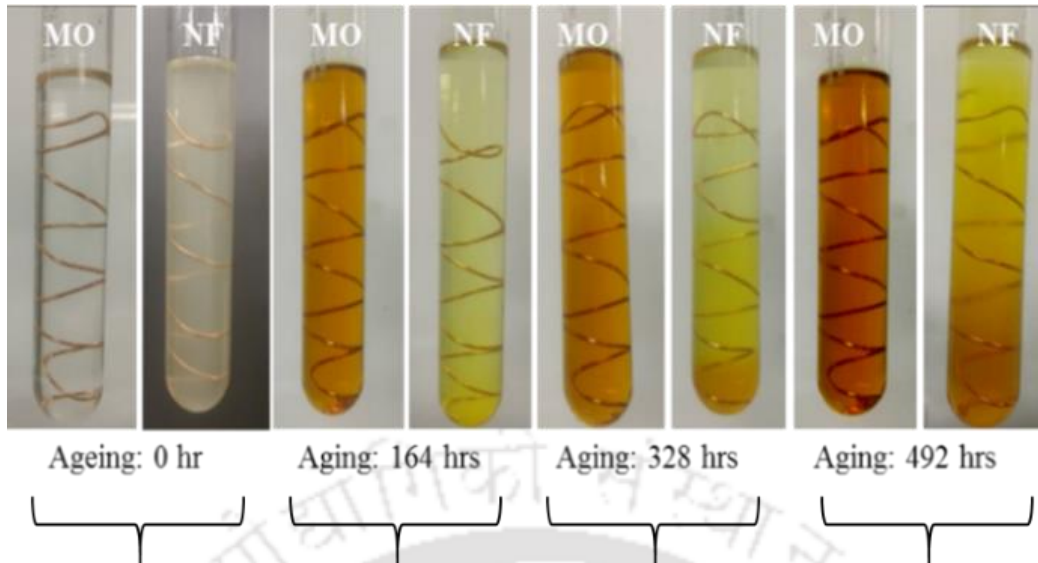 MO NF MO NF MO NF MO NF
Ageing: 0 hr Aging: 164 hrs Aging: 328 hrs Aging: 492 hrs